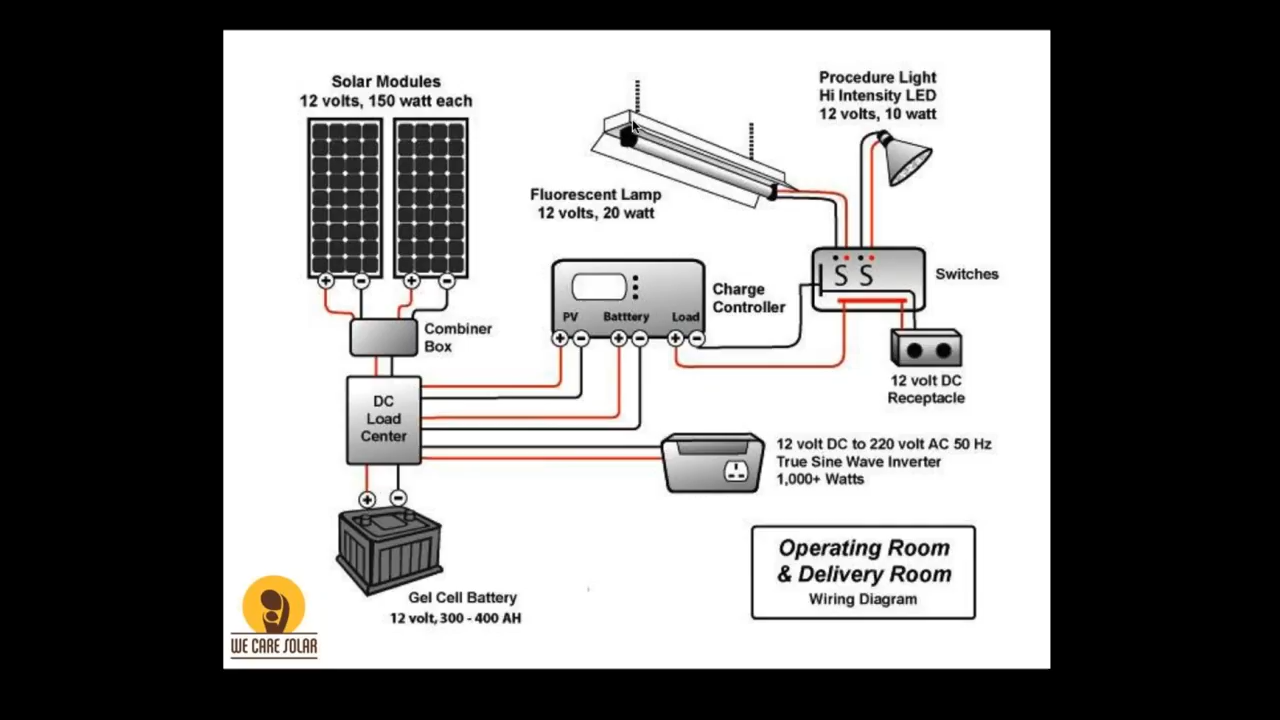 Solar Modules
12 volts, 150 watt each
Procedure Light
Hi Intensity LED
12 volts, 10 watt
Fluorescent Lamp
12 volts, 20 watt
S S
Switches
Charge
Controller
PV Batttery Load
+ - + -
+ - + - + -
Combiner
Box
12 volt DC
Receptacle
DC
Load
Center
12 volt DC to 220 volt AC 50 Hz
True Sine Wave Inverter
1,000+ Watts
+ -
Operating Room
& Delivery Room
Wiring Diagram
Gel Cell Battery
12 volt, 300 - 400 AH
WE CARE SOLAR